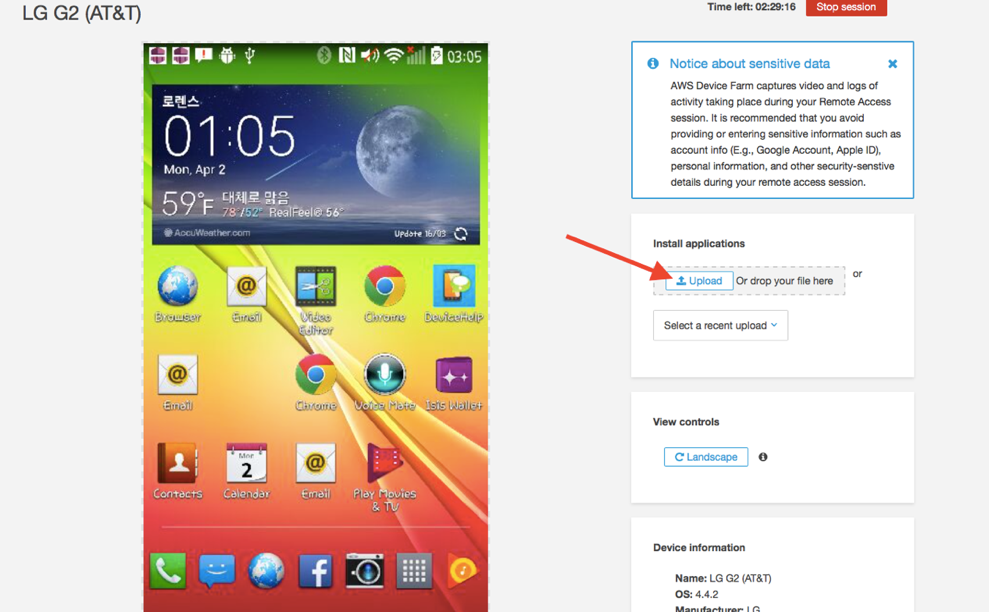 LG G2 (AT&T)
Time left: 02:29:16
Stop session
03:05
로렌스
01:05
Mon, Apr 2
59°F
대체로 맑음
78°/52° RealFeel® 56°
AccuWeather.com
Update 16/03
Browser
Email
Video
Editor
Chrome
DeviceHelp
Email
Chrome
Voice Mate
Isis Wallet
Contacts
Mon
2
Calendar
Email
Play Movies
& TV
Notice about sensitive data
AWS Device Farm captures video and logs of
activity taking place during your Remote Access
session. It is recommended that you avoid
providing or entering sensitive information such as
account info (E.g., Google Account, Apple ID),
personal information, and other security-senstive
details during your remote access session.
Install applications
Upload
Or drop your file here
or
Select a recent upload
View controls
Landscape
Device information
Name: LG G2 (AT&T)
OS: 4.4.2
Manufacturer: LG